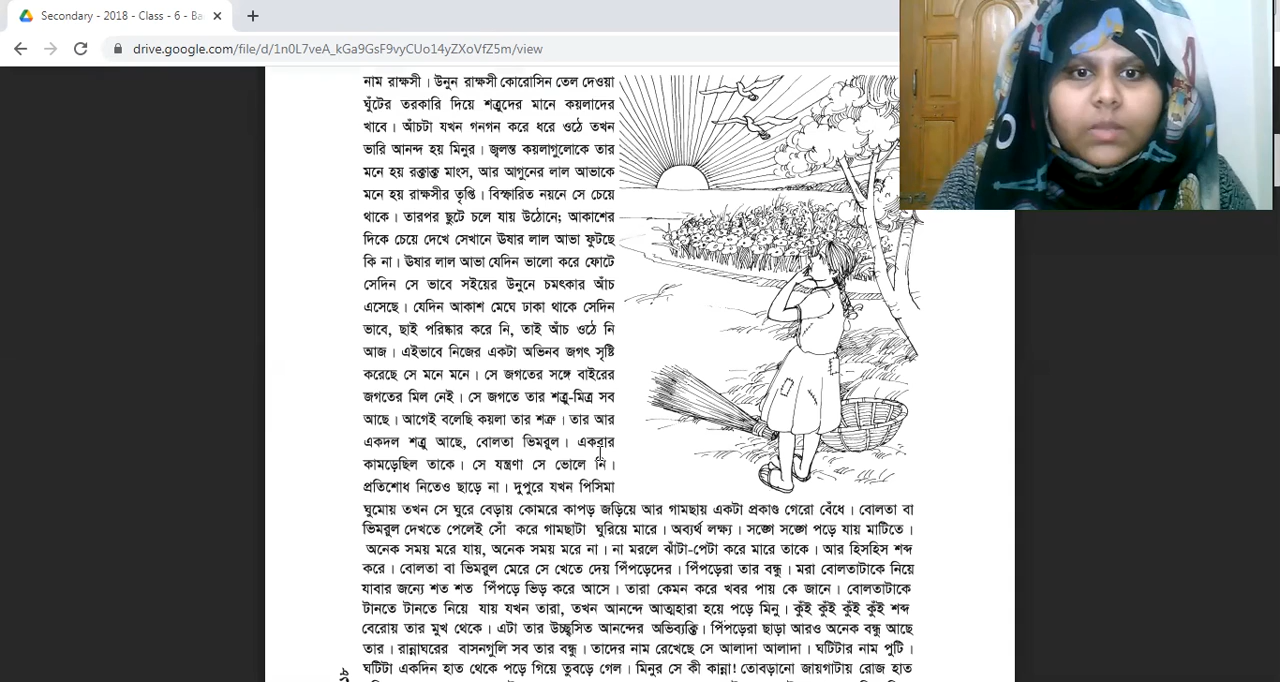 Secondary - 2018 - Class - 6 - Ba
drive.google.com/file/d/1n0L7veA_kGa9GsF9vyCUo14yZXoVfZ5m/view
নাম রাক্ষসী । উনুন রাক্ষসী কোরোসিন তেল দেওয়া
ঘুঁটের তরকারি দিয়ে শত্রুদের মানে কয়লাদের
খাবে । আঁচটা যখন গনগন করে ধরে ওঠে তখন
ভারি আনন্দ হয় মিনুর । জ্বলন্ত কয়লাগুলোকে তার
মনে হয় রক্তাক্ত মাংস, আর আগুনের লাল আভাকে
মনে হয় রাক্ষসীর তৃপ্তি । বিস্ফারিত নয়নে সে চেয়ে
থাকে । তারপর ছুটে চলে যায় উঠোনে; আকাশের
দিকে চেয়ে দেখে সেখানে ঊষার লাল আভা ফুটছে
কি না । ঊষার লাল আভা যেদিন ভালো করে ফোটে
সেদিন সে ভাবে সইয়ের উনুনে চমৎকার আঁচ
এসেছে । যেদিন আকাশ মেঘে ঢাকা থাকে সেদিন
ভাবে, ছাই পরিষ্কার করে নি, তাই আঁচ ওঠে নি
আজ । এইভাবে নিজের একটা অভিনব জগৎ সৃষ্টি
করেছে সে মনে মনে । সে জগতের সঙ্গে বাইরের
জগতের মিল নেই । সে জগতে তার শত্রু-মিত্র সব
আছে । আগেই বলেছি কয়লা তার শত্রু । তার আর
একদল শত্রু আছে, বোলতা ভিমরুল । একবার
কামড়েছিল তাকে । সে যন্ত্রণা সে ভোলে নি ।
প্রতিশোধ নিতেও ছাড়ে না । দুপুরে যখন পিসিমা
ঘুমোয় তখন সে ঘুরে বেড়ায় কোমরে কাপড় জড়িয়ে আর গামছায় একটা প্রকাণ্ড গেরো বেঁধে । বোলতা বা
ভিমরুল দেখতে পেলেই সোঁ করে গামছাটা ঘুরিয়ে মারে । অব্যর্থ লক্ষ্য । সঙ্গে সঙ্গে পড়ে যায় মাটিতে ।
অনেক সময় মরে যায়, অনেক সময় মরে না । না মরলে ঝাঁটা-পেটা করে মারে তাকে । আর হিসহিস শব্দ
করে । বোলতা বা ভিমরুল মেরে সে খেতে দেয় পিঁপড়েদের । পিঁপড়েরা তার বন্ধু । মরা বোলতাটাকে নিয়ে
যাবার জন্যে শত শত পিঁপড়ে ভিড় করে আসে । তারা কেমন করে খবর পায় কে জানে । বোলতাটাকে
টানতে টানতে নিয়ে যায় যখন তারা, তখন আনন্দে আত্মহারা হয়ে পড়ে মিনু । কুঁই কুঁই কুঁই কুঁই শব্দ
বেরোয় তার মুখ থেকে । এটা তার উচ্ছ্বসিত আনন্দের অভিব্যক্তি । পিঁপড়েরা ছাড়া আরও অনেক বন্ধু আছে
তার । রান্নাঘরের বাসনগুলি সব তার বন্ধু । তাদের নাম রেখেছে সে আলাদা আলাদা । ঘটিটার নাম পুটি ।
ঘটিটা একদিন হাত থেকে পড়ে গিয়ে তুবড়ে গেল । মিনুর সে কী কান্না! তোবড়ানো জায়গাটায় রোজ হাত